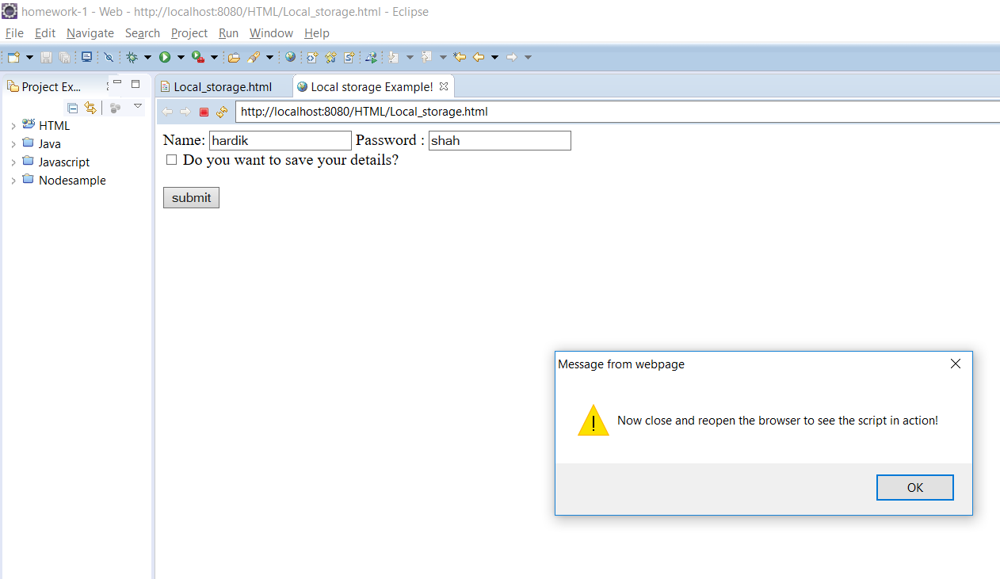 homework-1 - Web - http://localhost:8080/HTML/Local_storage.html - Eclipse
File Edit Navigate Search Project Run Window Help
Project Ex... Local_storage.html Local storage Example!
http://localhost:8080/HTML/Local_storage.html
HTML
Java
Javascript
Nodesample
Name: hardik Password : shah
Do you want to save your details?
submit
Message from webpage
Now close and reopen the browser to see the script in action!
OK